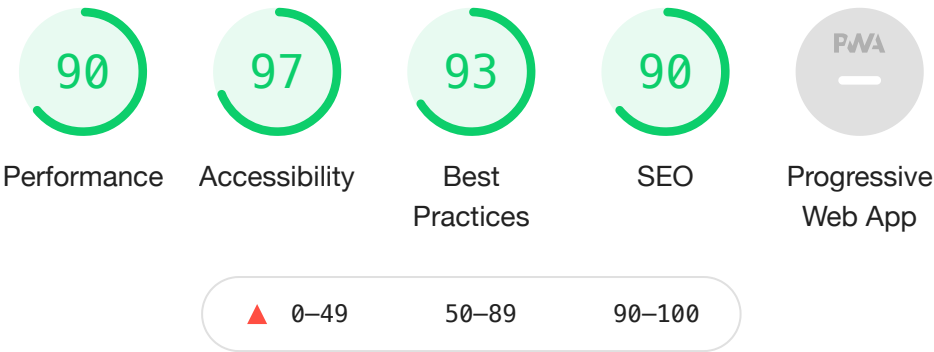 90 97 93 90 PWA
Performance Accessibility Best SEO Progressive
Practices Web App
0–49 50–89 90–100